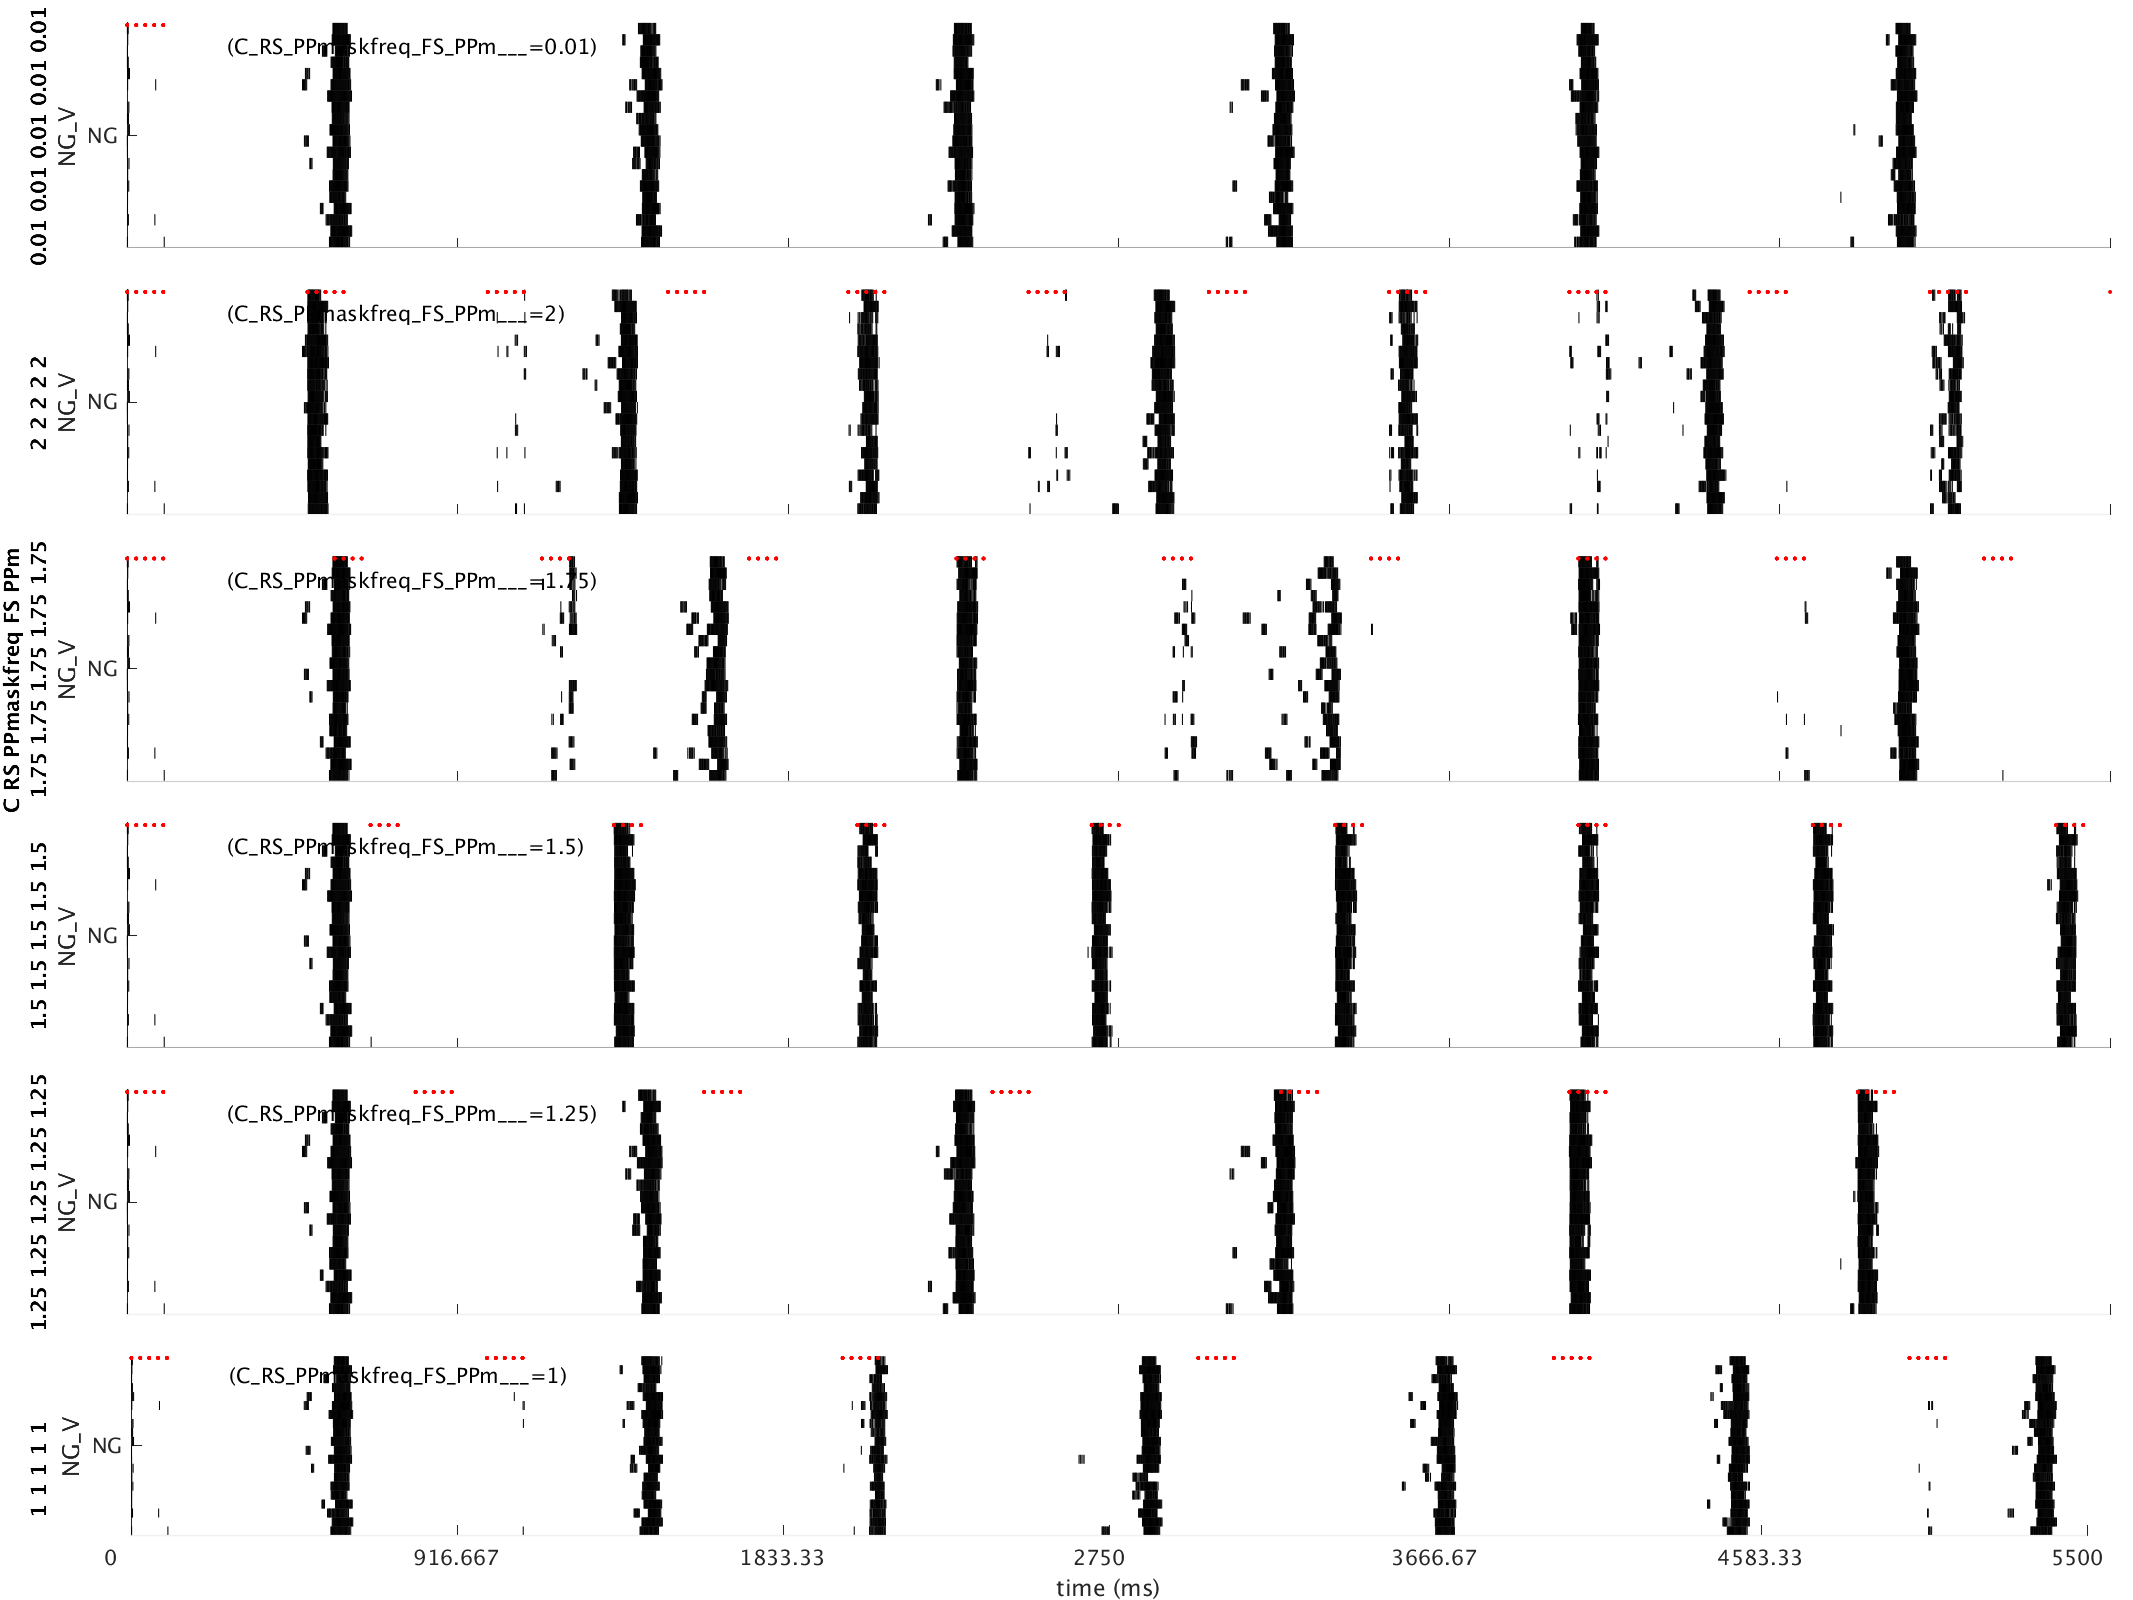 0.01 0.01 0.01 0.01 0.01 0.01
NG_V
NG
(C_RS_PPmaskfreq_FS_PPm___=0.01)
2 2 2 2 2
NG_V
NG
(C_RS_PPmaskfreq_FS_PPm___=2)
C RS PPmaskfreq FS PPm
1.75 1.75 1.75 1.75 1.75 1.75
NG_V
NG
(C_RS_PPmaskfreq_FS_PPm___=1.75)
1.5 1.5 1.5 1.5 1.5 1.5
NG_V
NG
(C_RS_PPmaskfreq_FS_PPm___=1.5)
1.25 1.25 1.25 1.25 1.25 1.25
NG_V
NG
(C_RS_PPmaskfreq_FS_PPm___=1.25)
1 1 1 1 1
NG_V
NG
(C_RS_PPmaskfreq_FS_PPm___=1)
0 916.667 1833.33 2750 3666.67 4583.33 5500
time (ms)